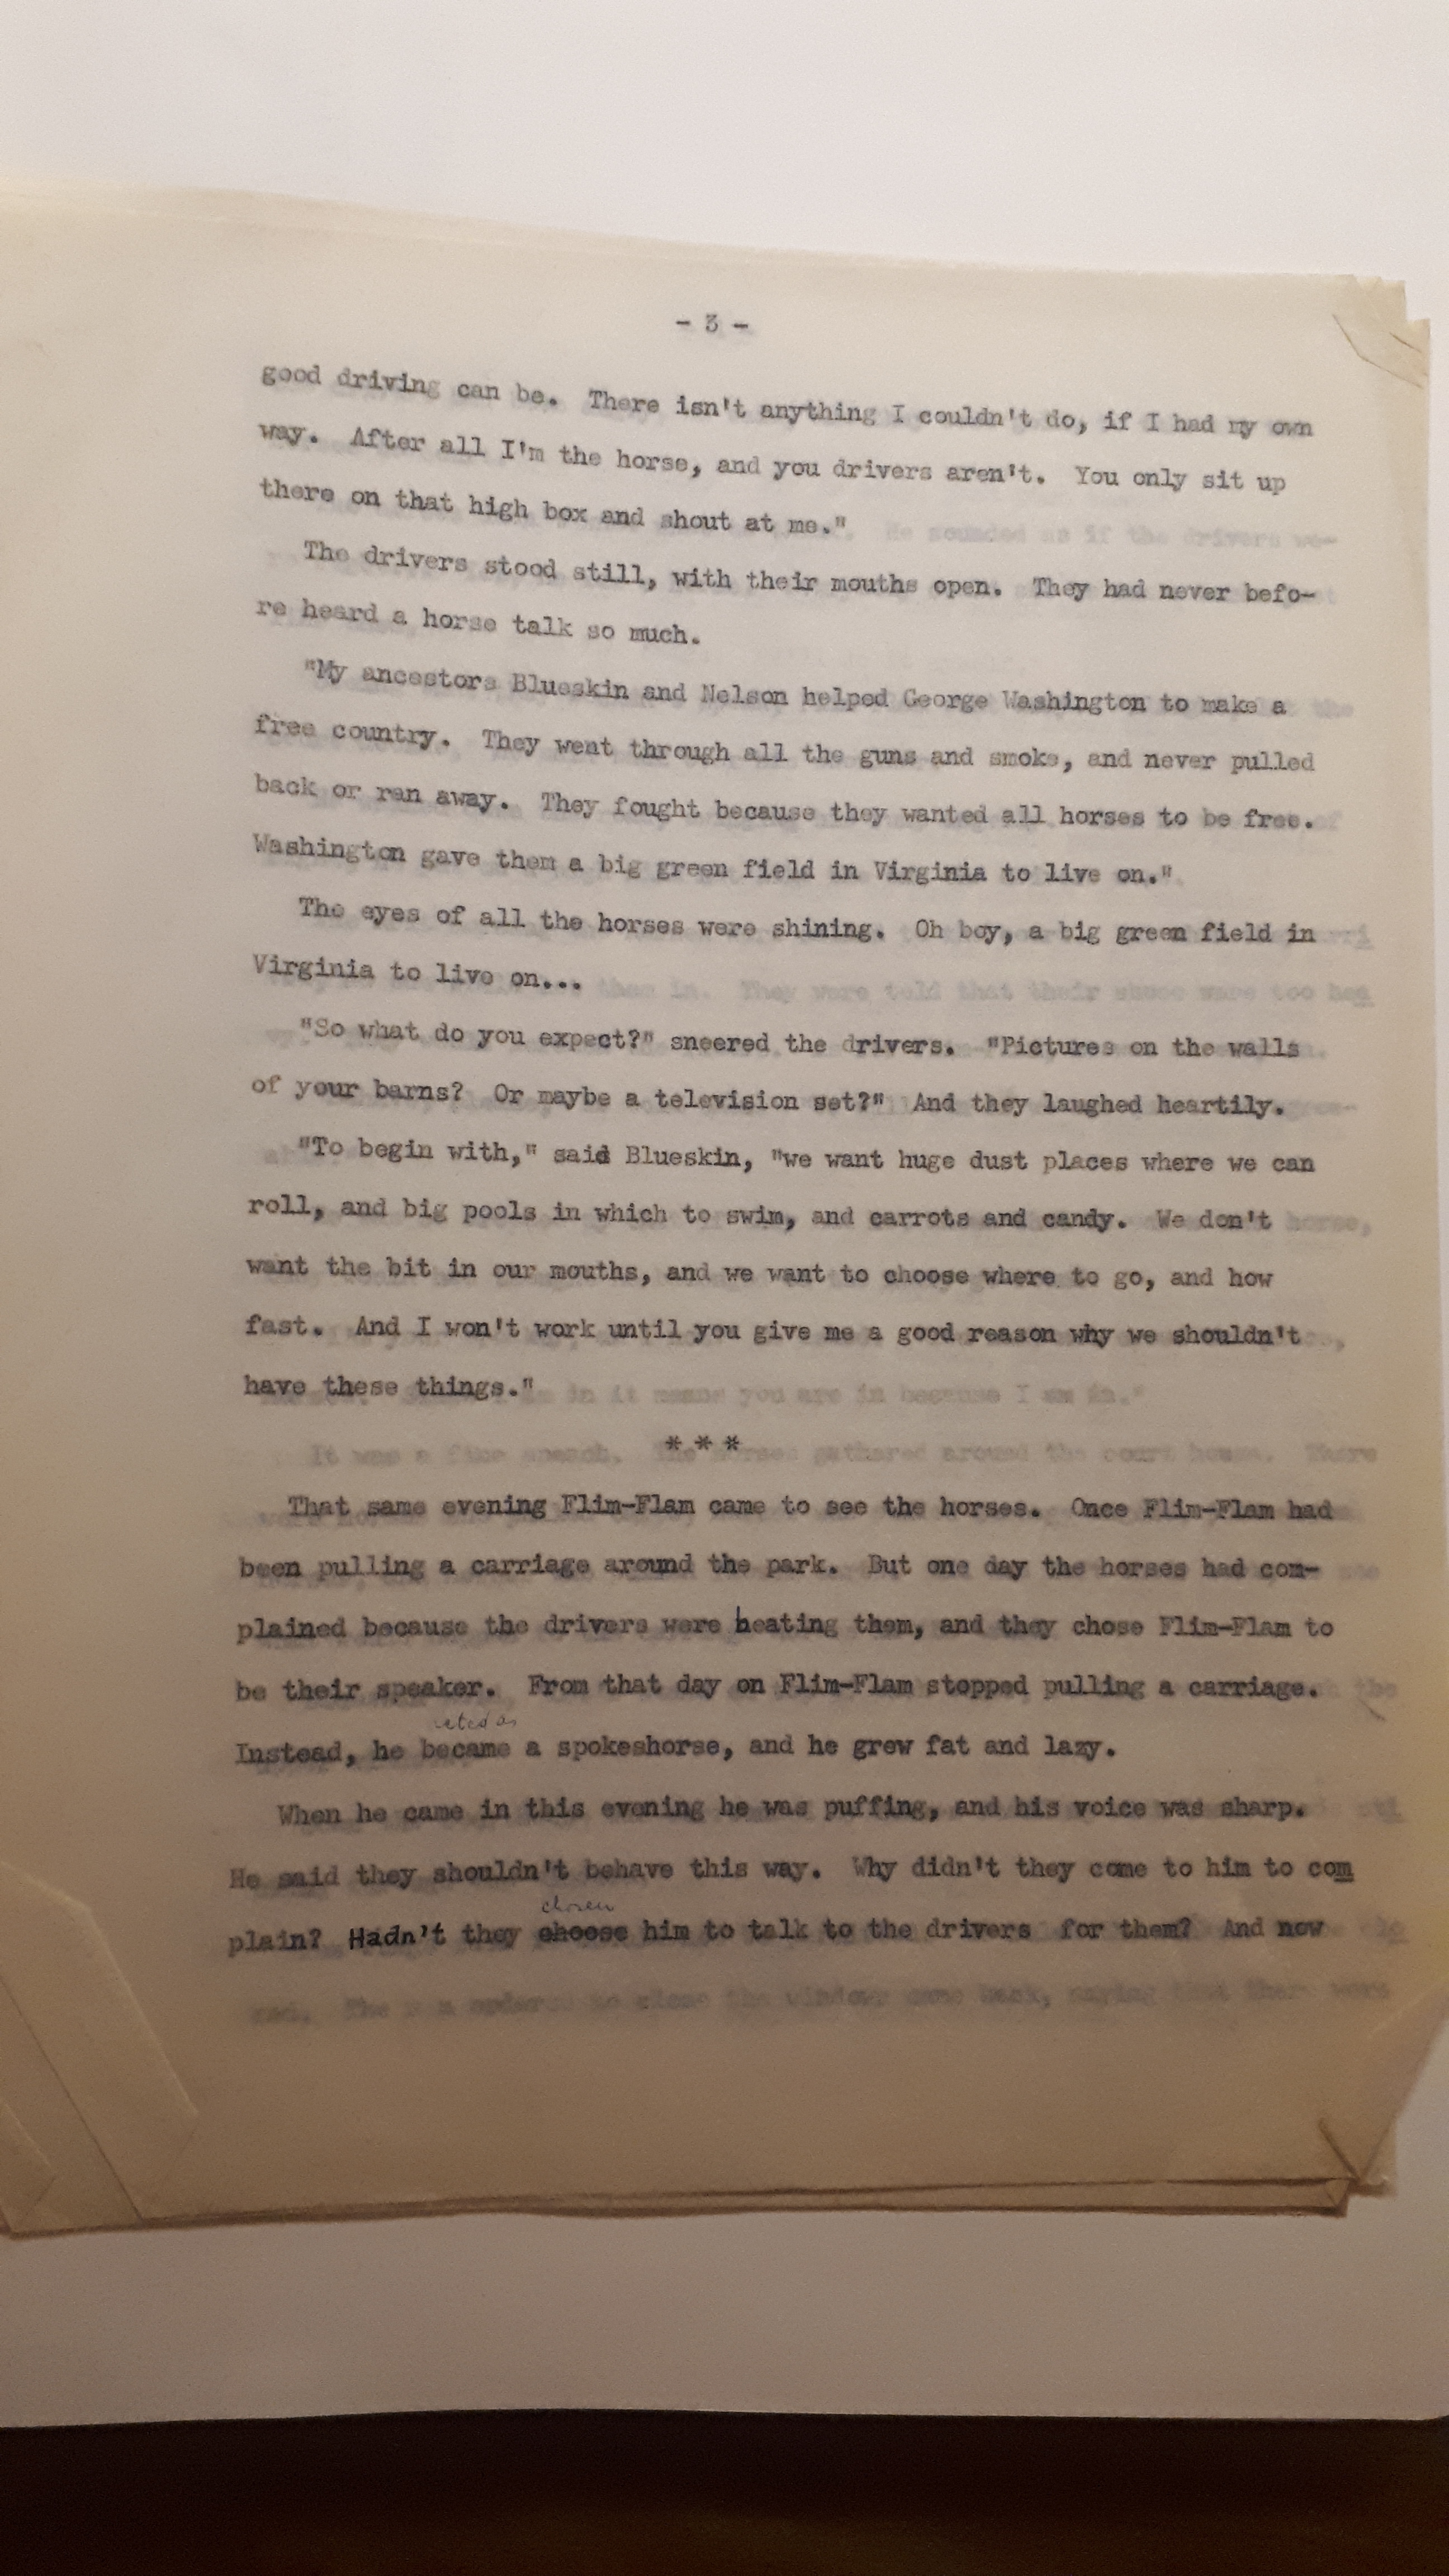 - 3 -
good driving can be. There isn't anything I couldn't do, if I had my own
way. After all I'm the horse, and you drivers aren't. You only sit up
there on that high box and shout at me."
The drivers stood still, with their mouths open. They had never befo-
re heard a horse talk so much.
"My ancestors Blueskin and Nelson helped George Washington to make a
free country. They went through all the guns and smoke, and never pulled
back or ran away. They fought because they wanted all horses to be free.
Washington gave them a big green field in Virginia to live on."
The eyes of all the horses were shining. Oh boy, a big green field in
Virginia to live on...
"So what do you expect?" sneered the drivers. "Pictures on the walls
of your barns? Or maybe a television set?" And they laughed heartily.
"To begin with," said Blueskin, "we want huge dust places where we can
roll, and big pools in which to swim, and carrots and candy. We don't
want the bit in our mouths, and we want to choose where to go, and how
fast. And I won't work until you give me a good reason why we shouldn't
have these things."
* * *
That same evening Flim-Flam came to see the horses. Once Flim-Flam had
been pulling a carriage around the park. But one day the horses had com-
plained because the drivers were beating them, and they chose Flim-Flam to
be their speaker. From that day on Flim-Flam stopped pulling a carriage.
Instead, he became a spokeshorse, and he grew fat and lazy.
When he came in this evening he was puffing, and his voice was sharp.
He said they shouldn't behave this way. Why didn't they come to him to com
chosen
plain? Hadn't they choose him to talk to the drivers for them? And now